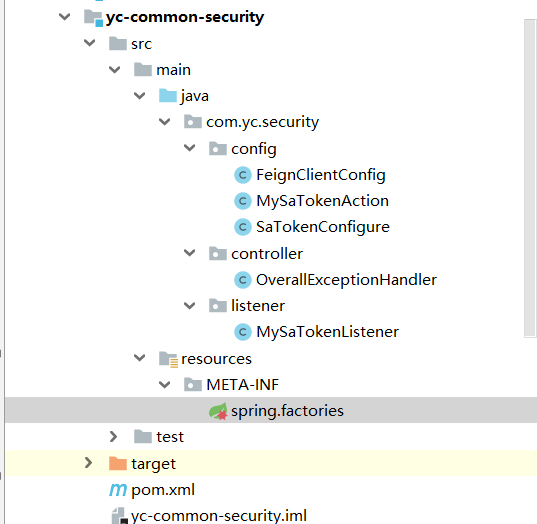 yc-common-security
src
main
java
com.yc.security
config
FeignClientConfig
MySaTokenAction
SaTokenConfigure
controller
OverallExceptionHandler
listener
MySaTokenListener
resources
META-INF
spring.factories
test
target
pom.xml
yc-common-security.iml